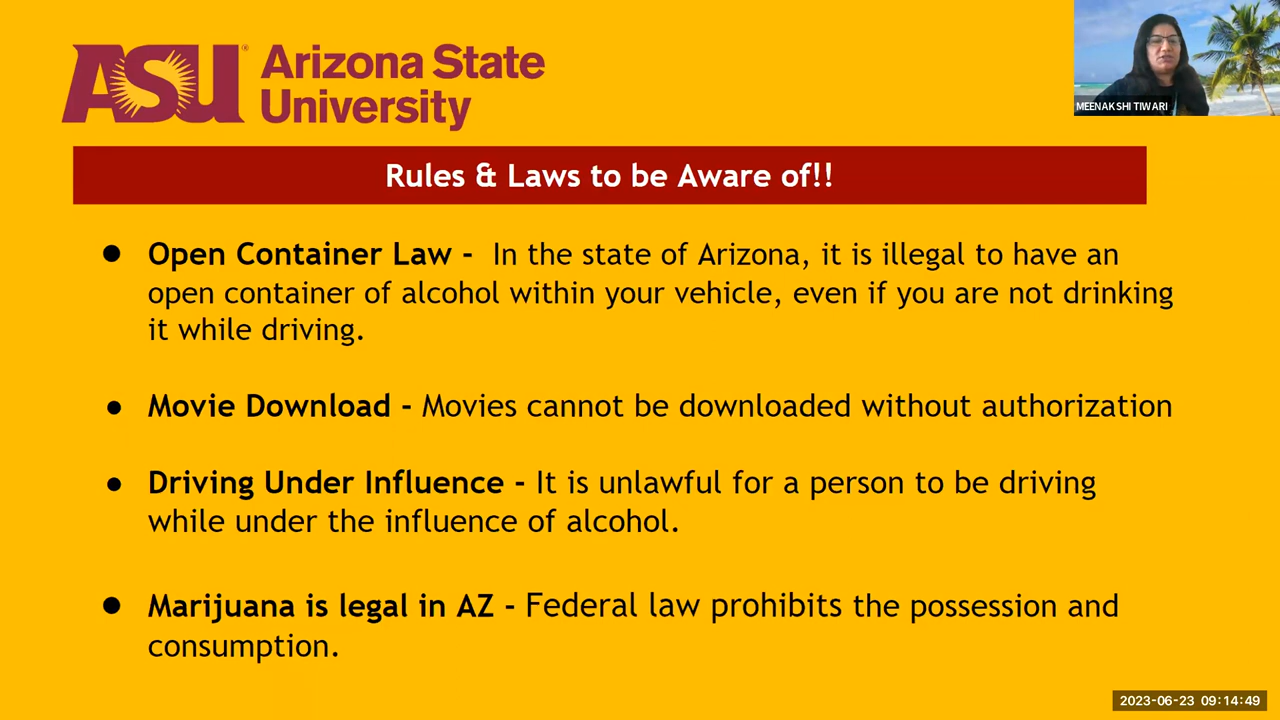 ASU® Arizona State
University
MEENAKSHI TIWARI
Rules & Laws to be Aware of!!
● Open Container Law - In the state of Arizona, it is illegal to have an
open container of alcohol within your vehicle, even if you are not drinking
it while driving.
● Movie Download - Movies cannot be downloaded without authorization
● Driving Under Influence - It is unlawful for a person to be driving
while under the influence of alcohol.
● Marijuana is legal in AZ - Federal law prohibits the possession and
consumption.
2023-06-23 09:14:49